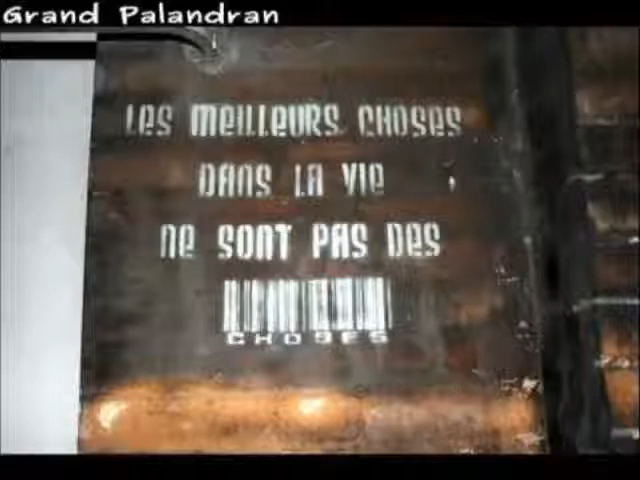 Grand Palandran
Les meilleurs choses
dans la vie
ne sont pas des
CHOSES